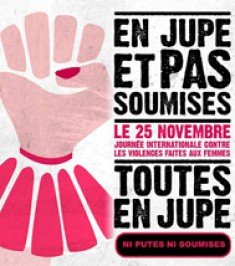 EN JUPE
ET PAS
SOUMISES
LE 25 NOVEMBRE
JOURNÉE INTERNATIONALE CONTRE
LES VIOLENCES FAITES AUX FEMMES
TOUTES
EN JUPE
NI PUTES NI SOUMISES